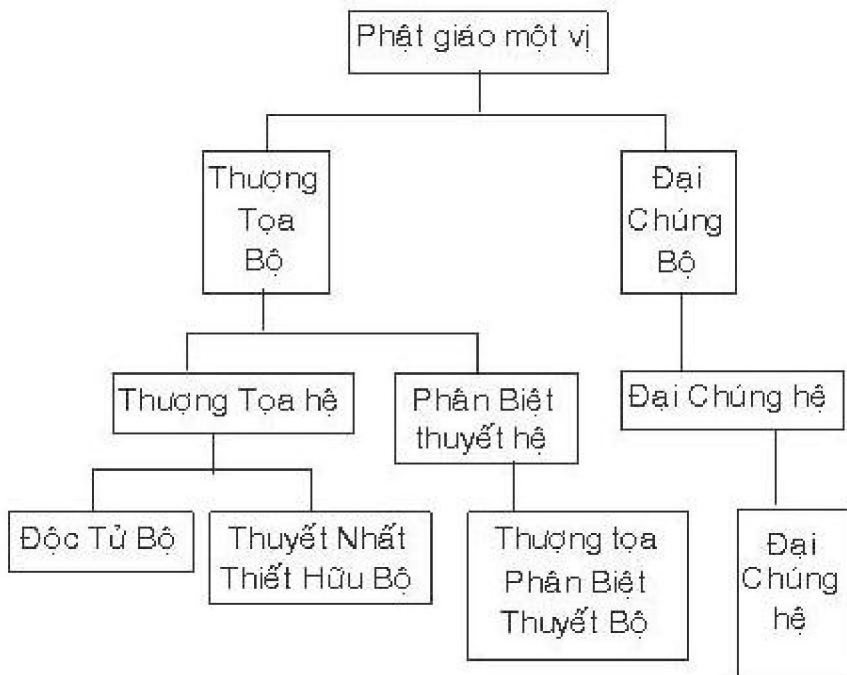 Phật giáo một vị
Thượng
Tọa
Bộ
Đại
Chúng
Bộ
Thượng Tọa hệ
Phân Biệt
thuyết hệ
Đại Chúng hệ
Độc Tử Bộ
Thuyết Nhất
Thiết Hữu Bộ
Thượng tọa
Phân Biệt
Thuyết Bộ
Đại
Chúng
hệ